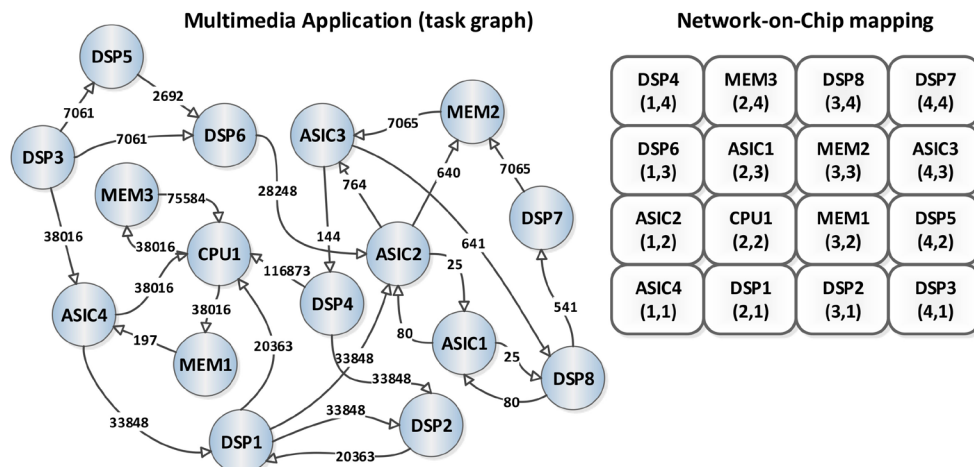 Multimedia Application (task graph)
Network-on-Chip mapping
DSP5
7061
2692
DSP3
7061
DSP6
ASIC3
7065
MEM2
MEM3
75584
28248
764
640
7065
DSP7
38016
38016
CPU1
144
ASIC2
641
38016
116873
25
DSP4
541
ASIC4
38016
197
MEM1
20363
33848
80
ASIC1
25
33848
DSP8
80
33848
DSP1
33848
DSP2
20363
DSP4
(1,4)
MEM3
(2,4)
DSP8
(3,4)
DSP7
(4,4)
DSP6
(1,3)
ASIC1
(2,3)
MEM2
(3,3)
ASIC3
(4,3)
ASIC2
(1,2)
CPU1
(2,2)
MEM1
(3,2)
DSP5
(4,2)
ASIC4
(1,1)
DSP1
(2,1)
DSP2
(3,1)
DSP3
(4,1)